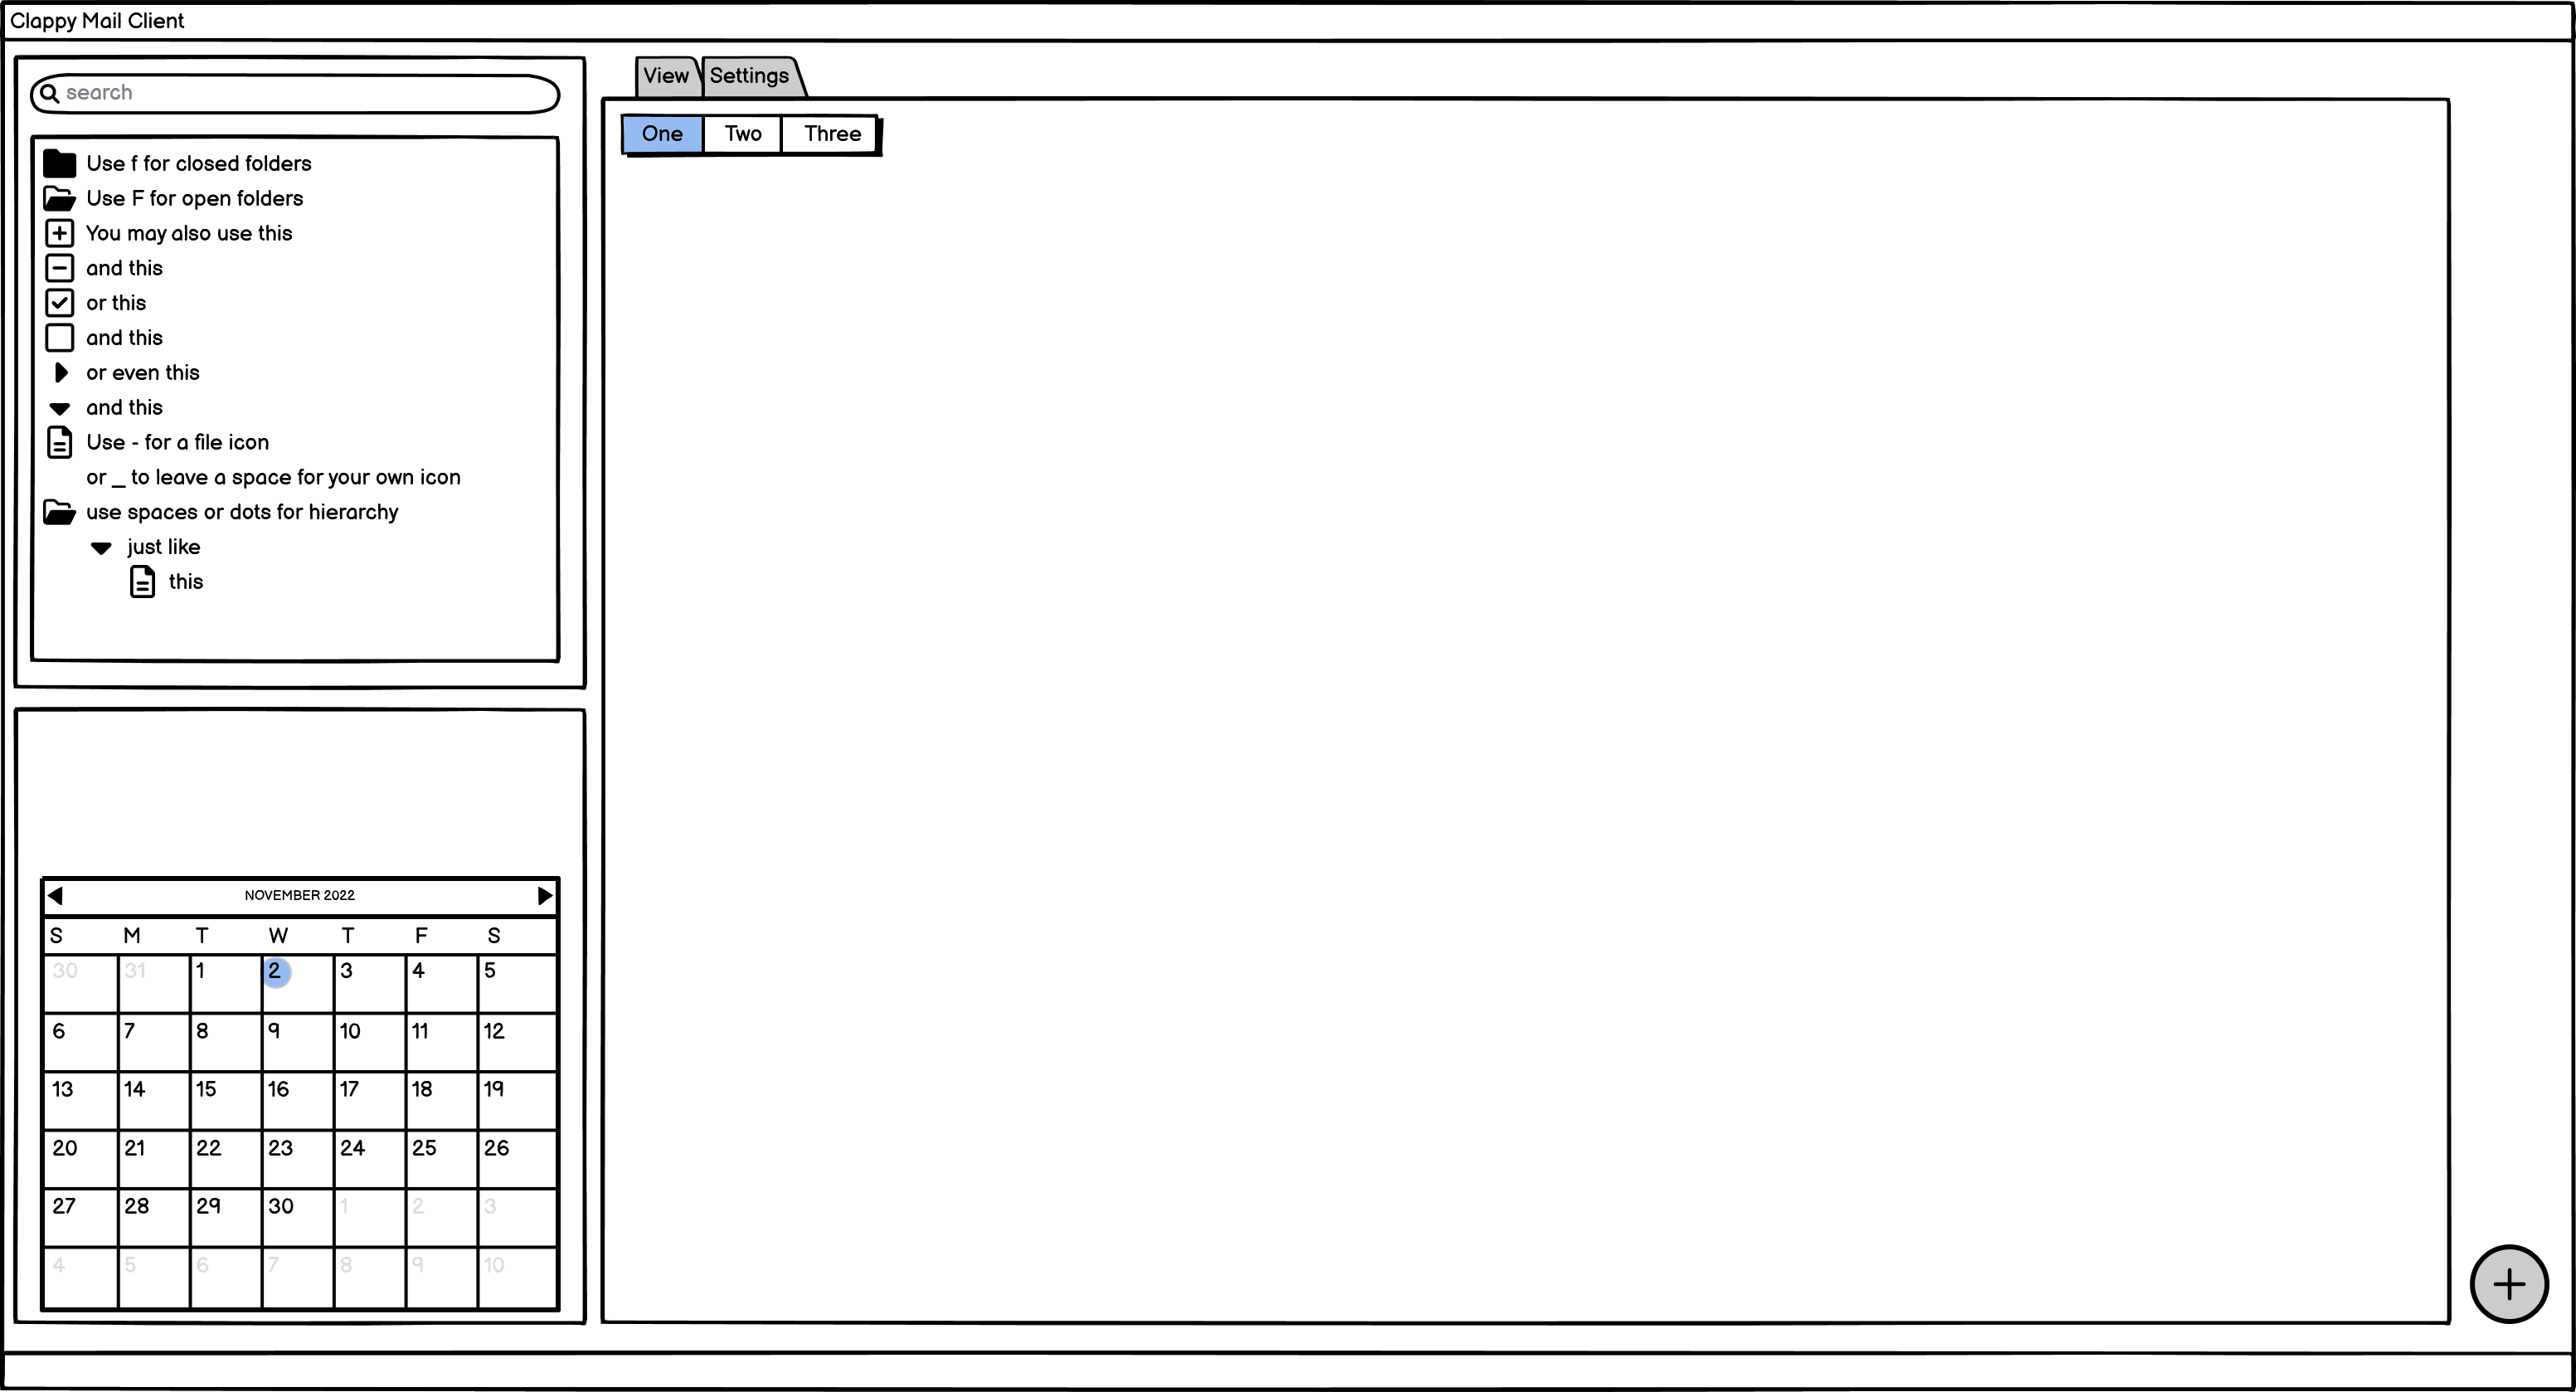 Clappy Mail Client
search
Use f for closed folders
Use F for open folders
You may also use this
and this
or this
and this
or even this
and this
Use - for a file icon
or _ to leave a space for your own icon
use spaces or dots for hierarchy
just like
this
NOVEMBER 2022
S M T W T F S
30 31 1 2 3 4 5
6 7 8 9 10 11 12
13 14 15 16 17 18 19
20 21 22 23 24 25 26
27 28 29 30 1 2 3
4 5 6 7 8 9 10
View Settings
One Two Three